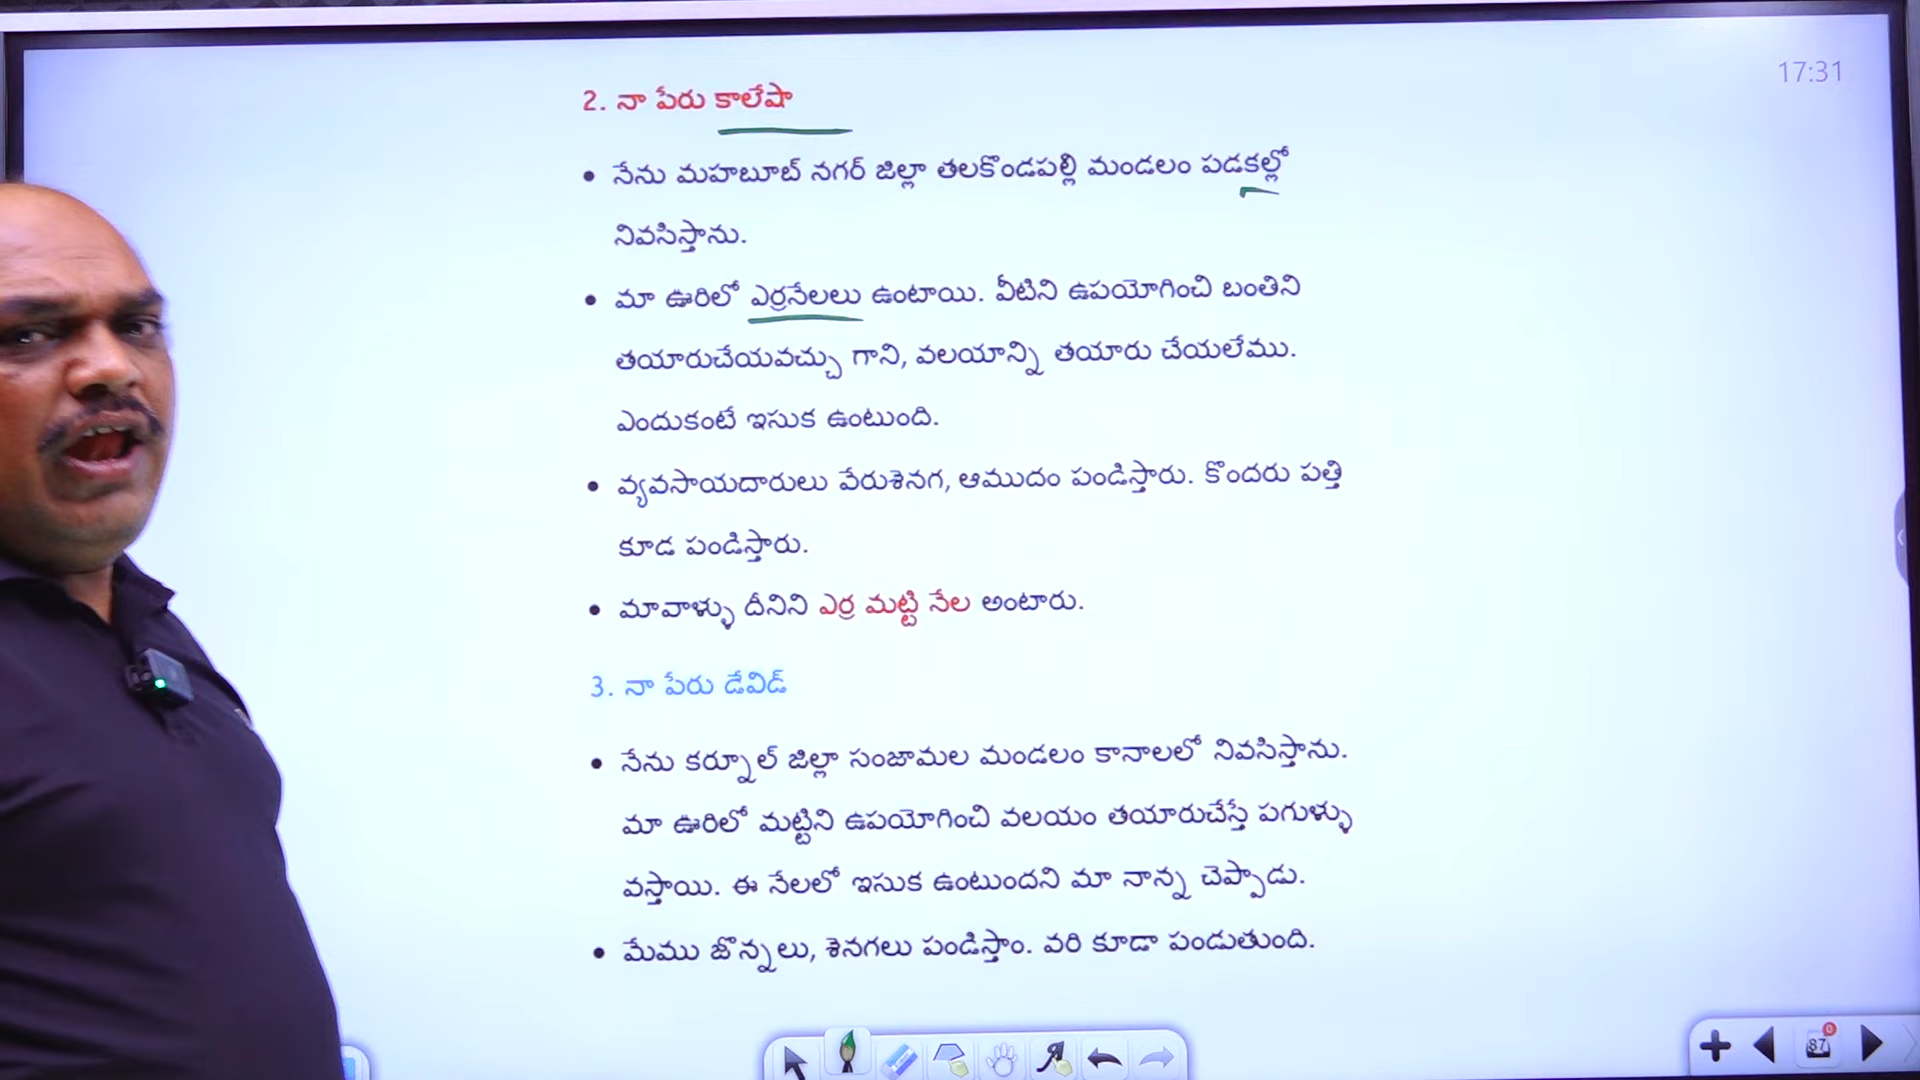 17:31
2. నా పేరు కాలేషా
• నేను మహబూబ్ నగర్ జిల్లా తలకొండపల్లి మండలం పడకల్లో
నివసిస్తాను.
• మా ఊరిలో ఎర్రనేలలు ఉంటాయి. వీటిని ఉపయోగించి బంతిని
తయారుచేయవచ్చు గాని, వలయాన్ని తయారు చేయలేము.
ఎందుకంటే ఇసుక ఉంటుంది.
• వ్యవసాయదారులు వేరుశెనగ, ఆముదం పండిస్తారు. కొందరు పత్తి
కూడ పండిస్తారు.
• మావాళ్ళు దీనిని ఎర్ర మట్టి నేల అంటారు.
3. నా పేరు డేవిడ్
• నేను కర్నూల్ జిల్లా సంజామల మండలం కానాలలో నివసిస్తాను.
మా ఊరిలో మట్టిని ఉపయోగించి వలయం తయారుచేస్తే పగుళ్ళు
వస్తాయి. ఈ నేలలో ఇసుక ఉంటుందని మా నాన్న చెప్పాడు.
• మేము జొన్నలు, శెనగలు పండిస్తాం. వరి కూడా పండుతుంది.
87
0